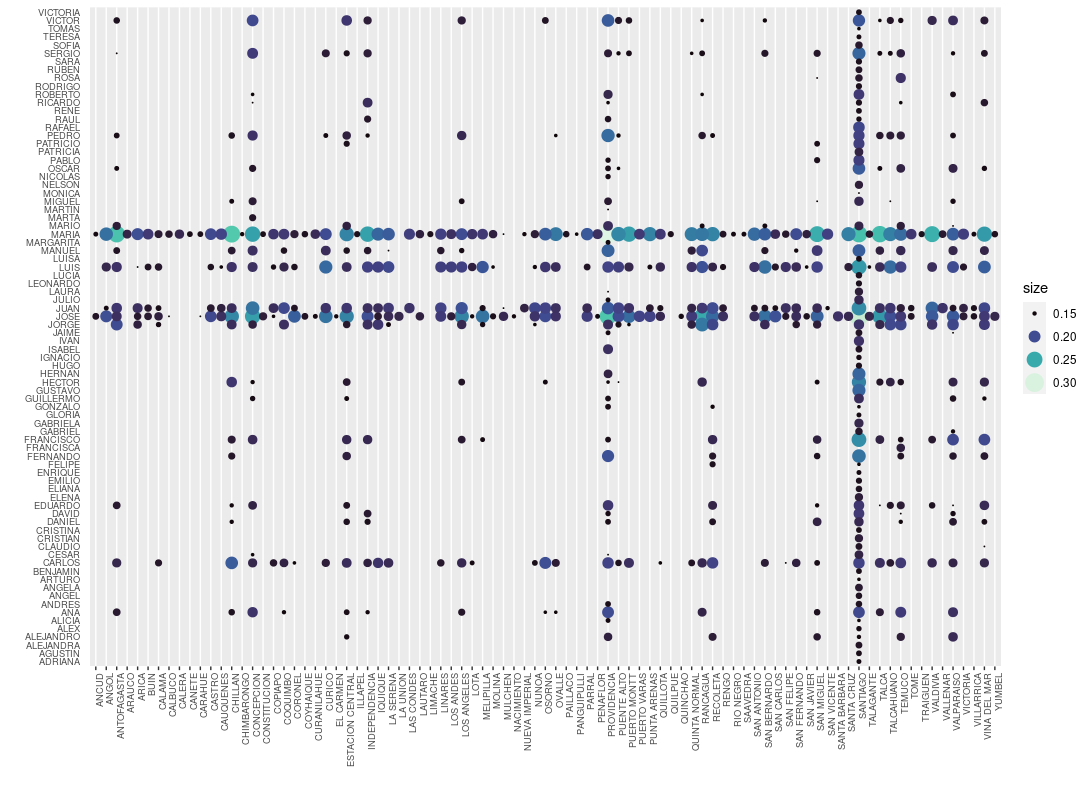 VICTORIA
VICTOR
TOMAS
TERESA
SOFIA
SERGIO
SARA
RUBEN
ROSA
RODRIGO
ROBERTO
RICARDO
RENE
RAUL
RAFAEL
PEDRO
PATRICIO
PATRICIA
PABLO
OSCAR
NICOLAS
NELSON
MONICA
MIGUEL
MARTIN
MARTA
MARIO
MARIA
MARGARITA
MANUEL
LUISA
LUIS
LUCIA
LEONARDO
LAURA
JULIO
JUAN
JOSE
JORGE
JAIME
IVAN
ISABEL
IGNACIO
HUGO
HERNAN
HECTOR
GUSTAVO
GUILLERMO
GONZALO
GLORIA
GABRIELA
GABRIEL
FRANCISCO
FRANCISCA
FERNANDO
FELIPE
ENRIQUE
EMILIO
ELIANA
ELENA
EDUARDO
DAVID
DANIEL
CRISTINA
CRISTIAN
CLAUDIO
CESAR
CARLOS
BENJAMIN
ARTURO
ANGELA
ANGEL
ANDRES
ANA
ALICIA
ALEX
ALEJANDRO
ALEJANDRA
AGUSTIN
ADRIANA
ANCUD
ANGOL
ANTOFAGASTA
ARAUCO
ARICA
BUIN
CALAMA
CALBUCO
CALERA
CANETE
CARAHUE
CASTRO
CAUQUENES
CHILLAN
CHIMBARONGO
CONCEPCION
CONSTITUCION
COPIAPO
COQUIMBO
CORONEL
COYHAIQUE
CURANILAHUE
CURICO
EL CARMEN
ESTACION CENTRAL
ILLAPEL
INDEPENDENCIA
IQUIQUE
LA SERENA
LA UNION
LAS CONDES
LAUTARO
LIMACHE
LINARES
LOS ANDES
LOS ANGELES
LOTA
MELIPILLA
MOLINA
MULCHEN
NACIMIENTO
NUEVA IMPERIAL
NUNOA
OSORNO
OVALLE
PAILLACO
PANGUIPULLI
PARRAL
PENAFLOR
PROVIDENCIA
PUENTE ALTO
PUERTO MONTT
PUERTO VARAS
PUNTA ARENAS
QUILLOTA
QUILPUE
QUINCHAO
QUINTA NORMAL
RANCAGUA
RECOLETA
RENGO
RIO NEGRO
SAAVEDRA
SAN ANTONIO
SAN BERNARDO
SAN CARLOS
SAN FELIPE
SAN FERNANDO
SAN JAVIER
SAN MIGUEL
SAN VICENTE
SANTA BARBARA
SANTA CRUZ
SANTIAGO
TALAGANTE
TALCA
TALCAHUANO
TEMUCO
TOME
TRAIGUEN
VALDIVIA
VALLENAR
VALPARAISO
VICTORIA
VILLARRICA
VINA DEL MAR
YUMBEL
size
0.15
0.20
0.25
0.30